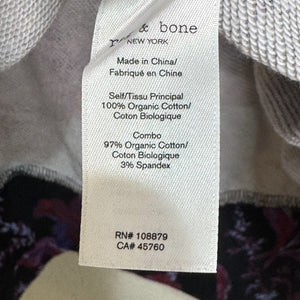 & bone
NEW YORK
Made in China/
Fabriqué en Chine
Self/Tissu Principal
100% Organic Cotton/
Coton Biologique
Combo
97% Organic Cotton/
Coton Biologique
3% Spandex
RN# 108879
CA# 45760